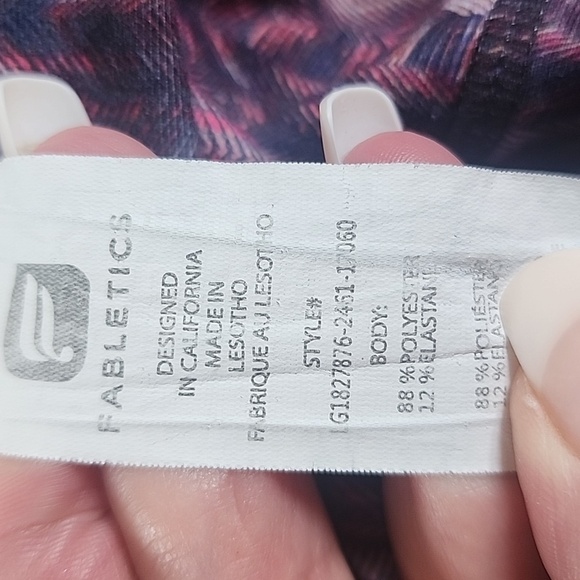 FABLETICS
DESIGNED
IN CALIFORNIA
MADE IN
LESOTHO
FABRIQUE AU LESOTHO
STYLE#
LG1827876-2461-17060
BODY:
88 % POLYESTER
12 % ELASTANE
88 % POLIÉSTER
12 % ELASTANO